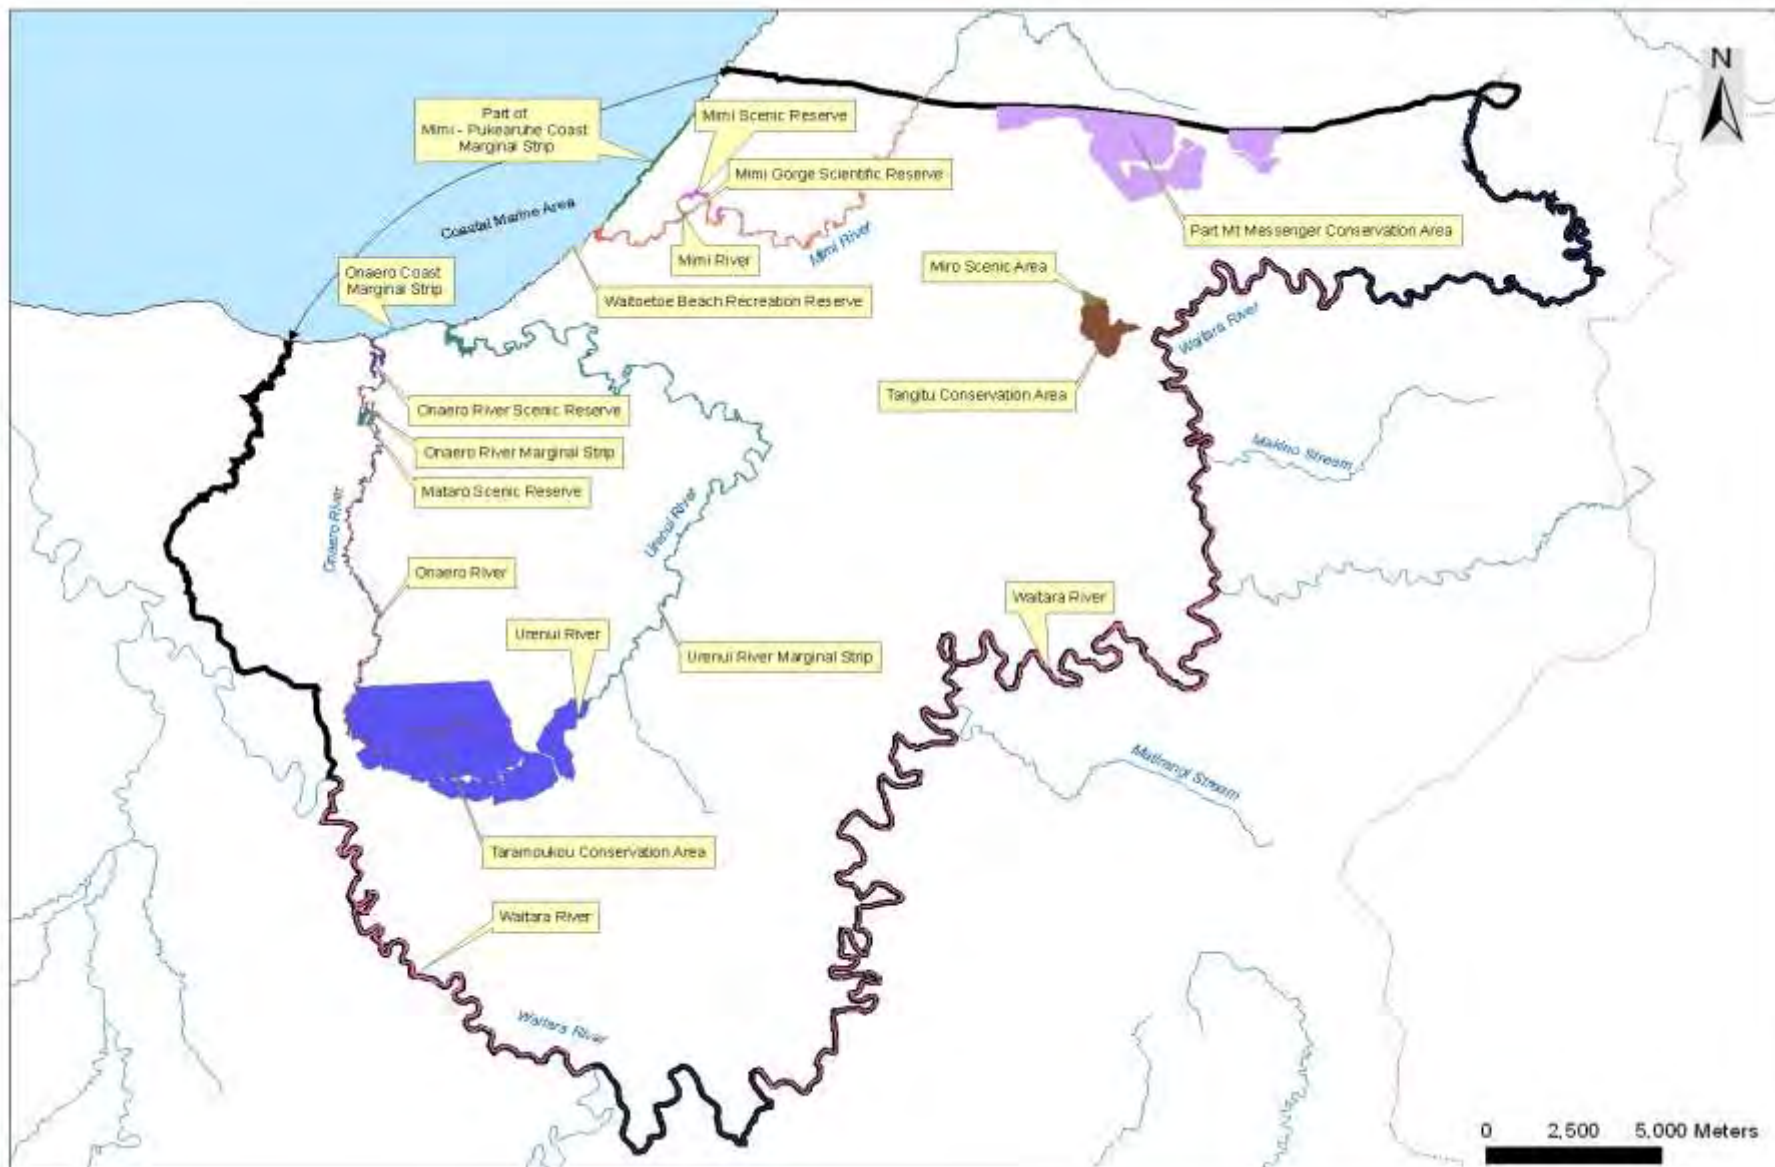 N
Part of
Mimi - Pukearuhe Coast
Marginal Strip
Mimi Scenic Reserve
Mimi Gorge Scientific Reserve
Coastal Marine Area
Mimi River
Mimi River
Part Mt Messenger Conservation Area
Onaero Coast
Marginal Strip
Waitoetoe Beach Recreation Reserve
Miro Scenic Area
Waitara River
Tangitu Conservation Area
Onaero River Scenic Reserve
Onaero River Marginal Strip
Mataro Scenic Reserve
Makino Stream
Onaero River
Urenui River
Onaero River
Waitara River
Urenui River
Urenui River Marginal Strip
Matirangi Stream
Taramoukou Conservation Area
Waitara River
Waitara River
0 2,500 5,000 Meters